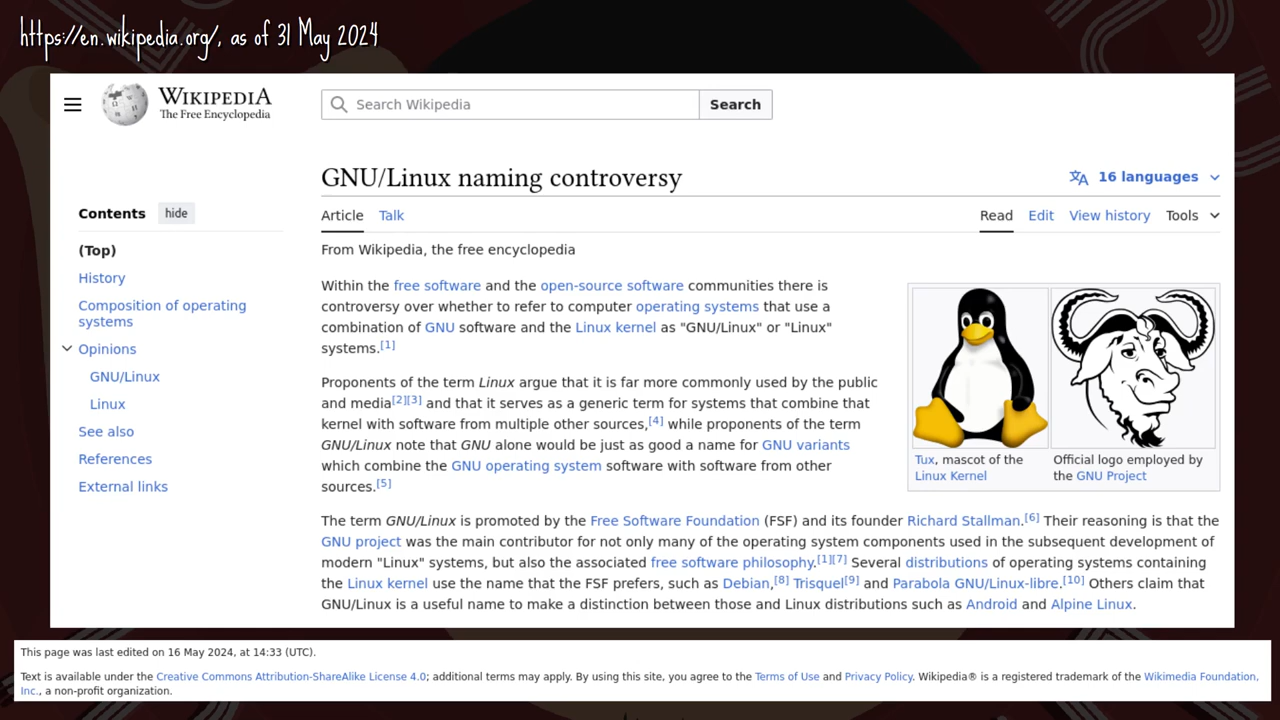 https://en.wikipedia.org/, as of 31 May 2024
WIKIPEDIA
The Free Encyclopedia
Search Wikipedia
Search
GNU/Linux naming controversy
16 languages
Contents
hide
Article
Talk
Read
Edit
View history
Tools
(Top)
History
Composition of operating
systems
Opinions
GNU/Linux
Linux
See also
References
External links
From Wikipedia, the free encyclopedia
Within the free software and the open-source software communities there is
controversy over whether to refer to computer operating systems that use a
combination of GNU software and the Linux kernel as "GNU/Linux" or "Linux"
systems.[1]
Proponents of the term Linux argue that it is far more commonly used by the public
and media[2][3] and that it serves as a generic term for systems that combine that
kernel with software from multiple other sources,[4] while proponents of the term
GNU/Linux note that GNU alone would be just as good a name for GNU variants
which combine the GNU operating system software with software from other
sources.[5]
Tux, mascot of the
Linux Kernel
Official logo employed by
the GNU Project
The term GNU/Linux is promoted by the Free Software Foundation (FSF) and its founder Richard Stallman.[6] Their reasoning is that the
GNU project was the main contributor for not only many of the operating system components used in the subsequent development of
modern "Linux" systems, but also the associated free software philosophy.[1][7] Several distributions of operating systems containing
the Linux kernel use the name that the FSF prefers, such as Debian,[8] Trisquel[9] and Parabola GNU/Linux-libre.[10] Others claim that
GNU/Linux is a useful name to make a distinction between those and Linux distributions such as Android and Alpine Linux.
This page was last edited on 16 May 2024, at 14:33 (UTC).
Text is available under the Creative Commons Attribution-ShareAlike License 4.0; additional terms may apply. By using this site, you agree to the Terms of Use and Privacy Policy. Wikipedia® is a registered trademark of the Wikimedia Foundation,
Inc., a non-profit organization.